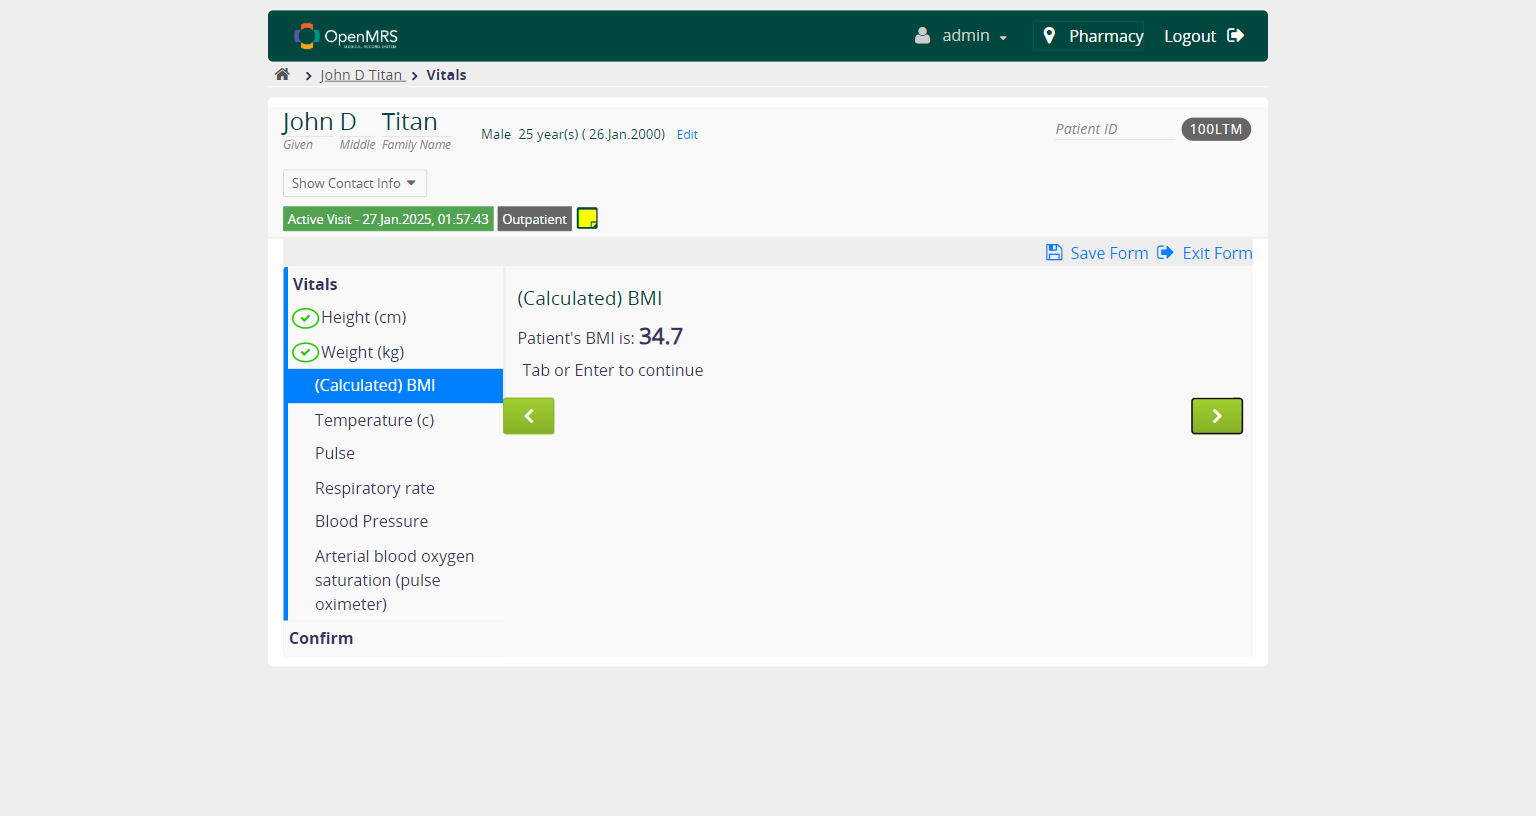 OpenMRS
MEDICAL RECORD SYSTEM
admin
Pharmacy
Logout
John D Titan
Vitals
John D Titan
Given Middle Family Name
Male 25 year(s) ( 26.Jan.2000) Edit
Patient ID 100LTM
Show Contact Info
Active Visit - 27.Jan.2025, 01:57:43 Outpatient
Save Form Exit Form
Vitals
Height (cm)
Weight (kg)
(Calculated) BMI
Temperature (c)
Pulse
Respiratory rate
Blood Pressure
Arterial blood oxygen
saturation (pulse
oximeter)
Confirm
(Calculated) BMI
Patient's BMI is: 34.7
Tab or Enter to continue